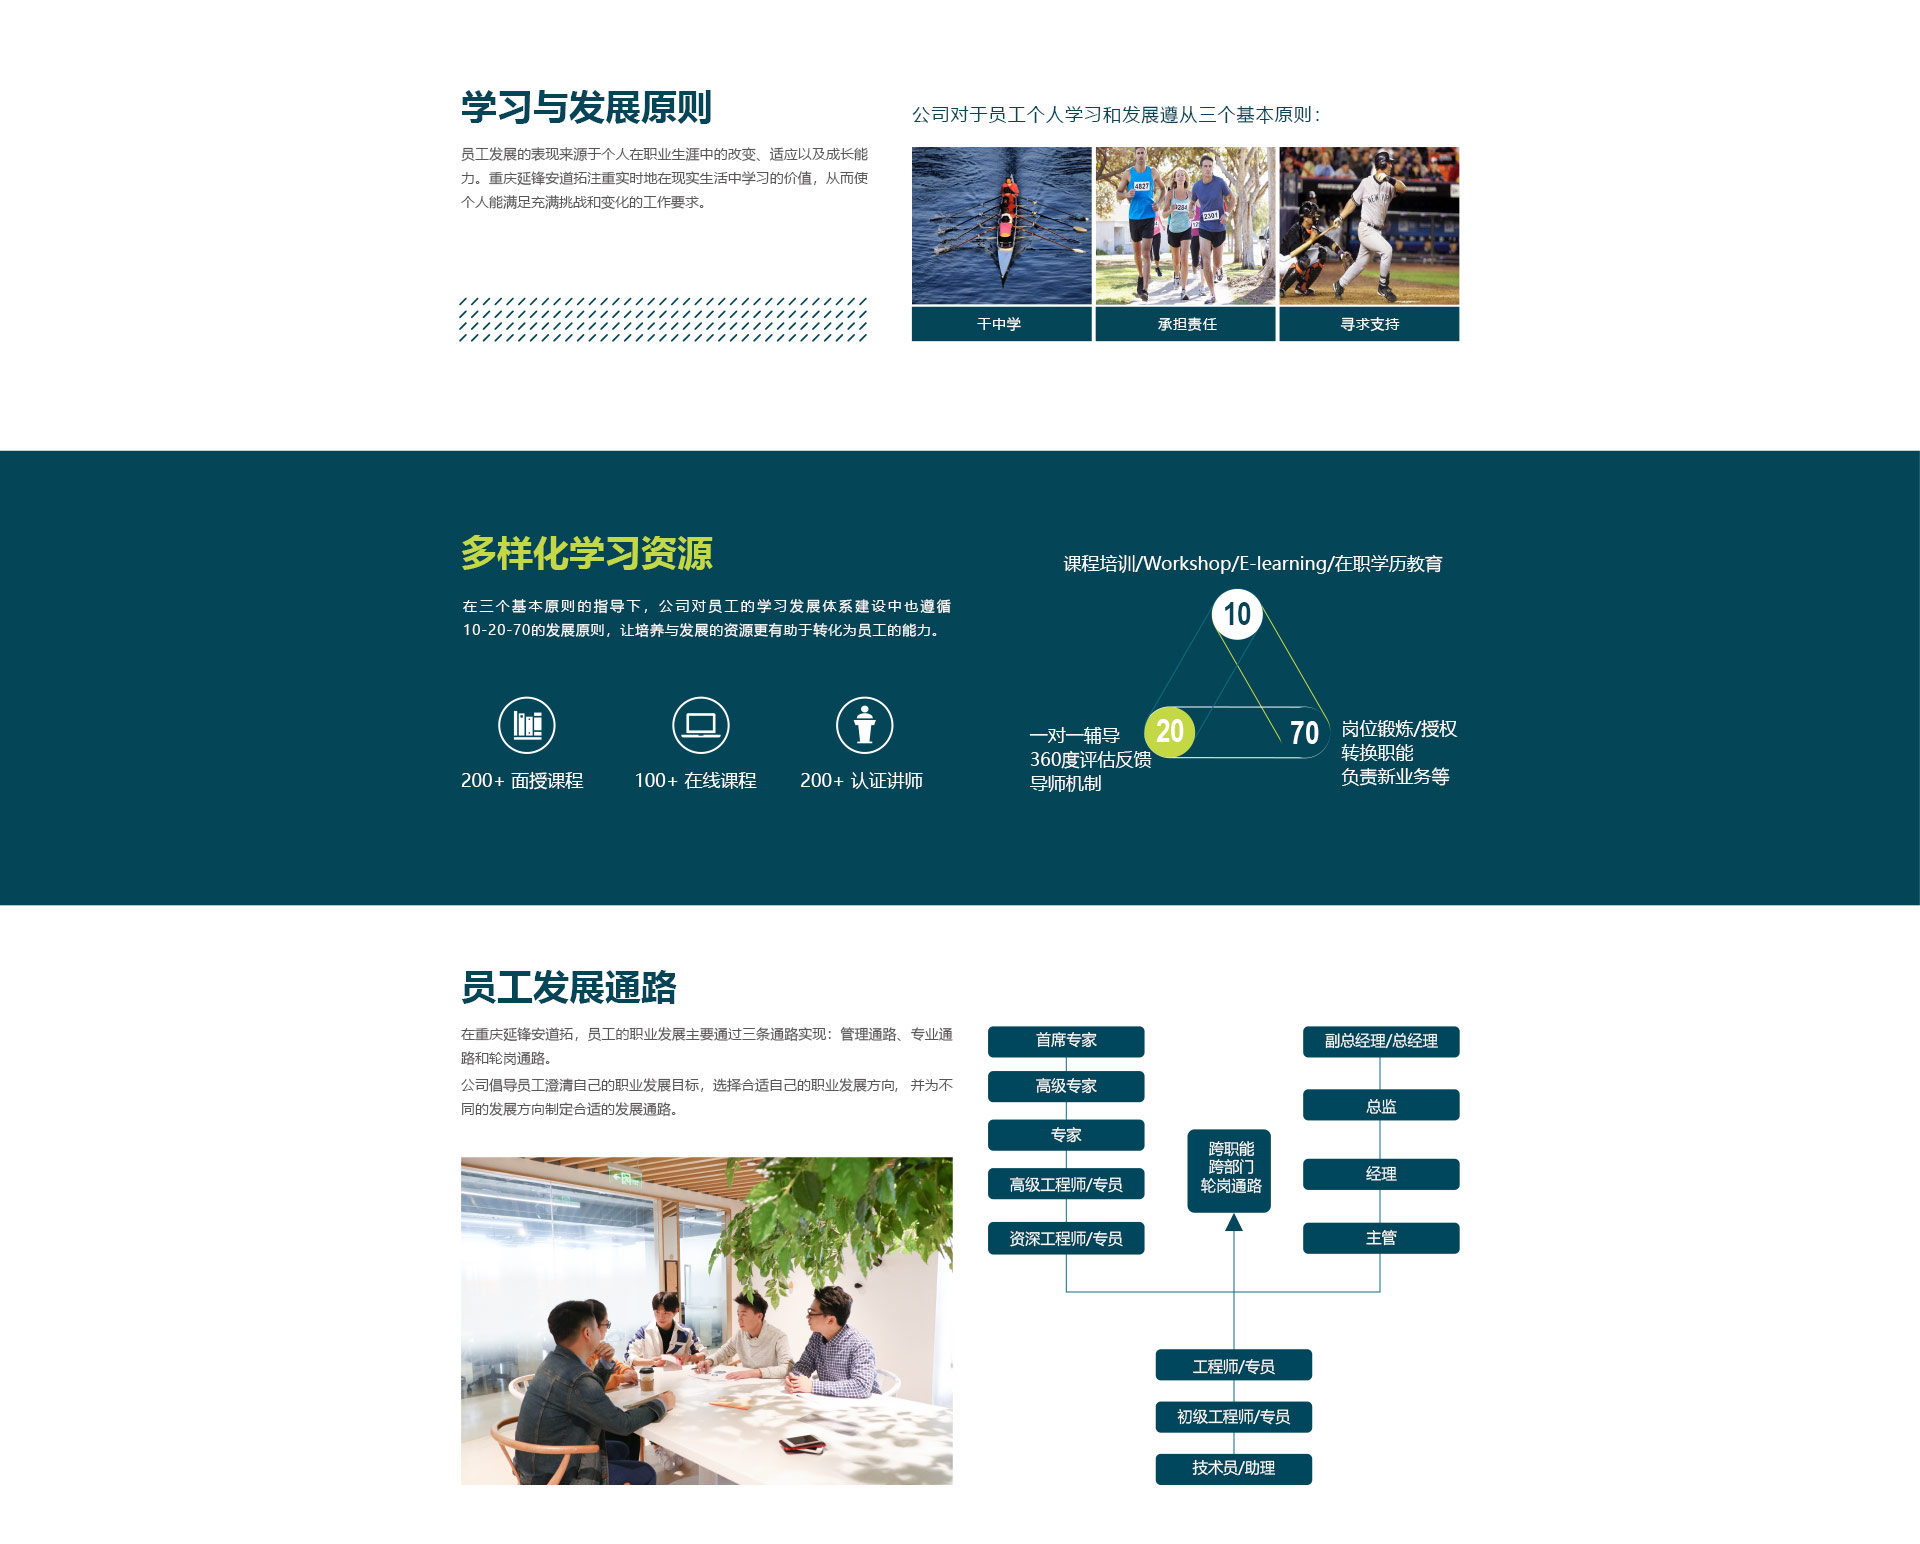 学习与发展原则
员工发展的表现来源于个人在职业生涯中的改变、适应以及成长能
力。重庆延锋安道拓注重实时地在现实生活中学习的价值，从而使
个人能满足充满挑战和变化的工作要求。
公司对于员工个人学习和发展遵从三个基本原则：
4827
2301
NEW YORK
干中学
承担责任
寻求支持
多样化学习资源
在三个基本原则的指导下，公司对员工的学习发展体系建设中也遵循
10-20-70的发展原则，让培养与发展的资源更有助于转化为员工的能力。
200+ 面授课程
100+ 在线课程
200+ 认证讲师
课程培训/Workshop/E-learning/在职学历教育
10
20
70
一对一辅导
360度评估反馈
导师机制
岗位锻炼/授权
转换职能
负责新业务等
员工发展通路
在重庆延锋安道拓，员工的职业发展主要通过三条通路实现：管理通路、专业通
路和轮岗通路。
公司倡导员工澄清自己的职业发展目标，选择合适自己的职业发展方向, 并为不
同的发展方向制定合适的发展通路。
首席专家
高级专家
专家
高级工程师/专员
资深工程师/专员
跨职能
跨部门
轮岗通路
副总经理/总经理
总监
经理
主管
工程师/专员
初级工程师/专员
技术员/助理